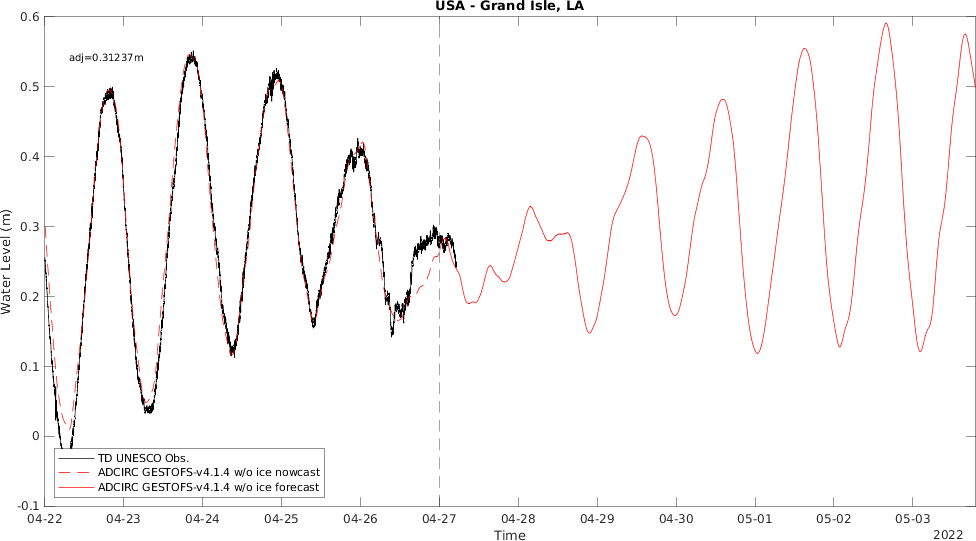 USA - Grand Isle, LA
adj=0.31237m
0.6
0.5
0.4
0.3
0.2
0.1
0
-0.1
Water Level (m)
TD UNESCO Obs.
ADCIRC GESTOFS-v4.1.4 w/o ice nowcast
ADCIRC GESTOFS-v4.1.4 w/o ice forecast
04-22 04-23 04-24 04-25 04-26 04-27 04-28 04-29 04-30 05-01 05-02 05-03
Time
2022